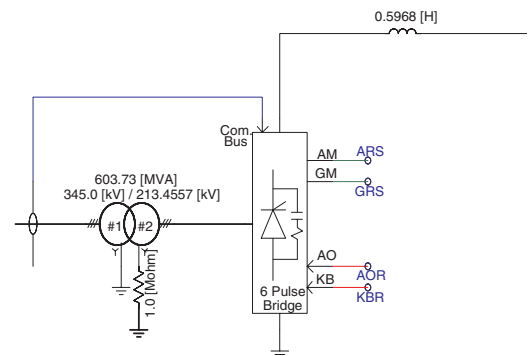 0.5968 [H]
Com.
Bus
AM
ARS
GM
GRS
603.73 [MVA]
345.0 [kV] / 213.4557 [kV]
#1
#2
Y
Y
1.0 [Mohm]
AO
AOR
KB
KBR
6 Pulse
Bridge